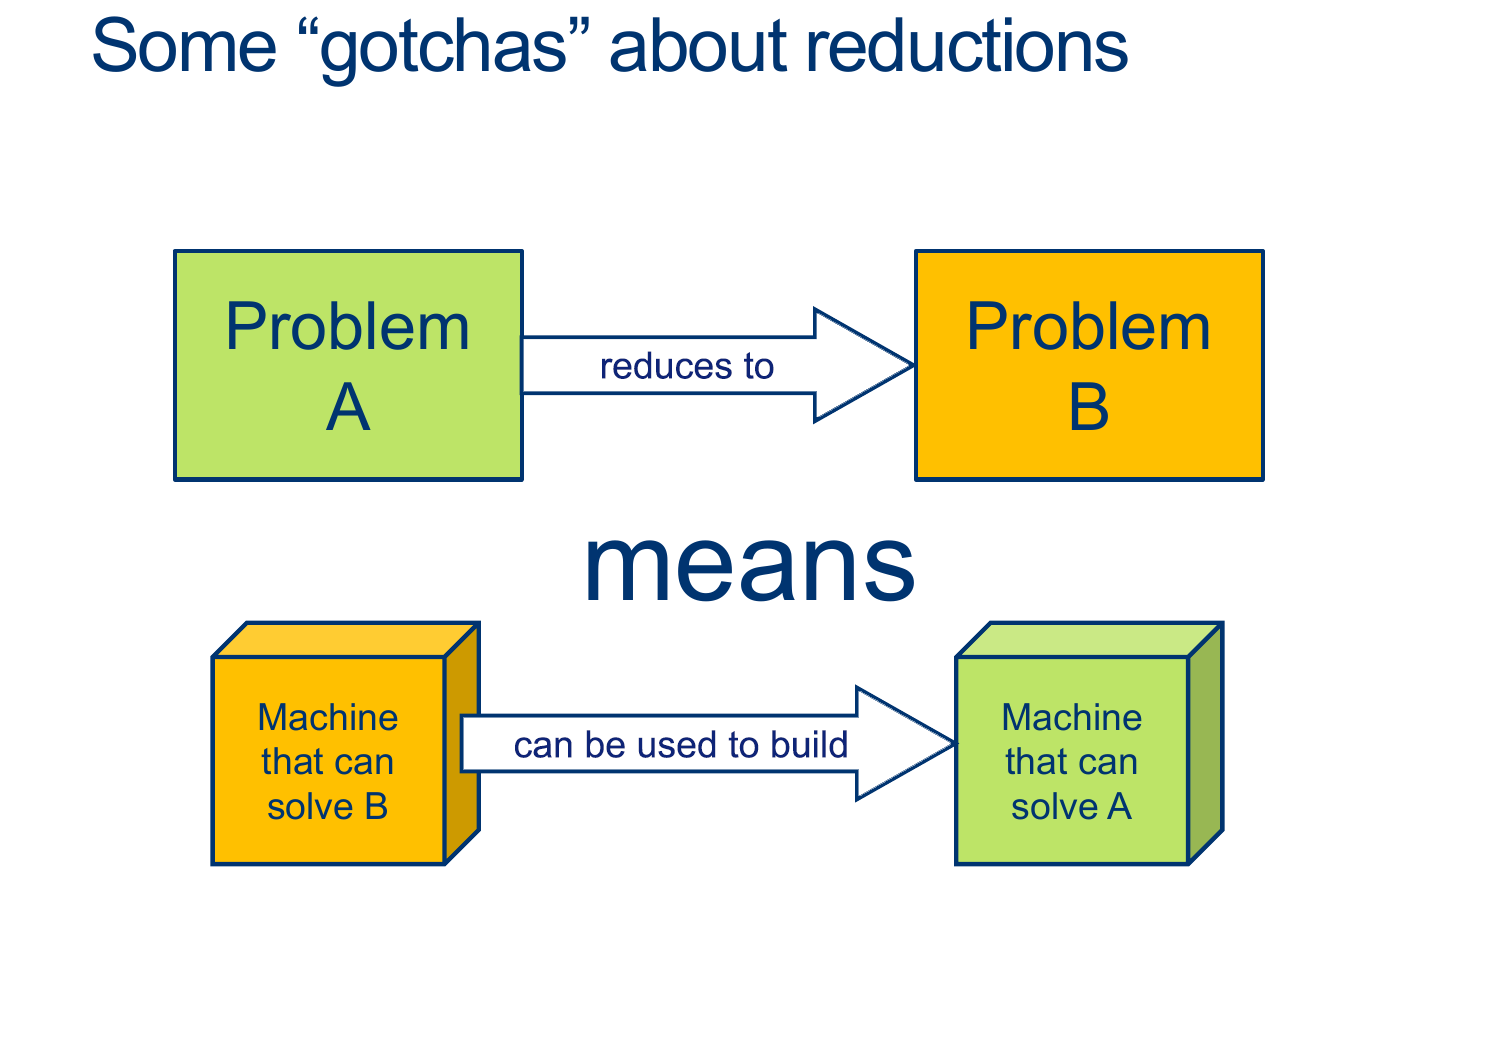 Some “gotchas” about reductions
Problem
A
reduces to
Problem
B
means
Machine
that can
solve B
can be used to build
Machine
that can
solve A